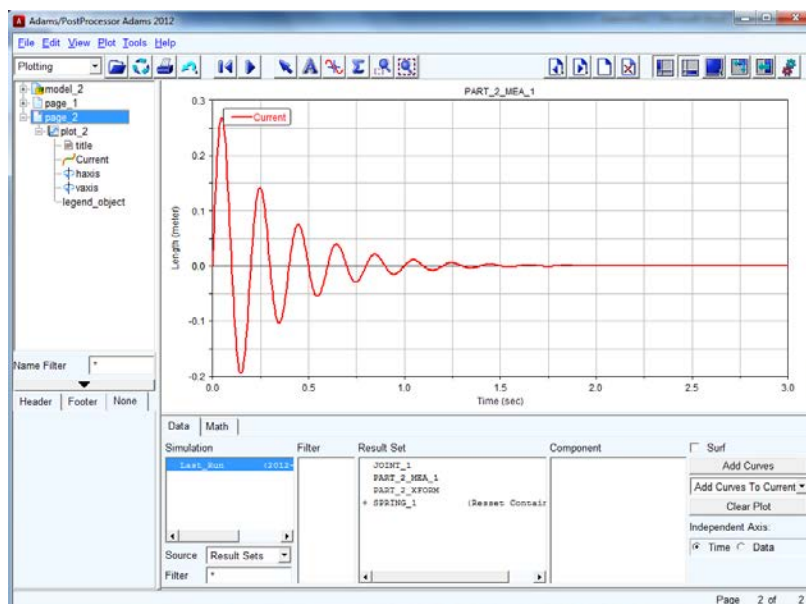 Adams/PostProcessor Adams 2012
File Edit View Plot Tools Help
Plotting
model_2
page_1
page_2
plot_2
title
Current
haxis
vaxis
legend_object
Name Filter *
Header Footer None
PART_2_MEA_1
Current
0.3
0.2
0.1
0.0
-0.1
-0.2
Length (meter)
0.0 0.5 1.0 1.5 2.0 2.5 3.0
Time (sec)
Data Math
Simulation Filter Result Set Component Surf
Last_Run (2012-
JOINT_1
PART_2_MEA_1
PART_2_XFORM
+ SPRING_1 (Resset Contair
Add Curves
Add Curves To Current
Clear Plot
Independent Axis:
Time Data
Source Result Sets
Filter *
Page 2 of 2